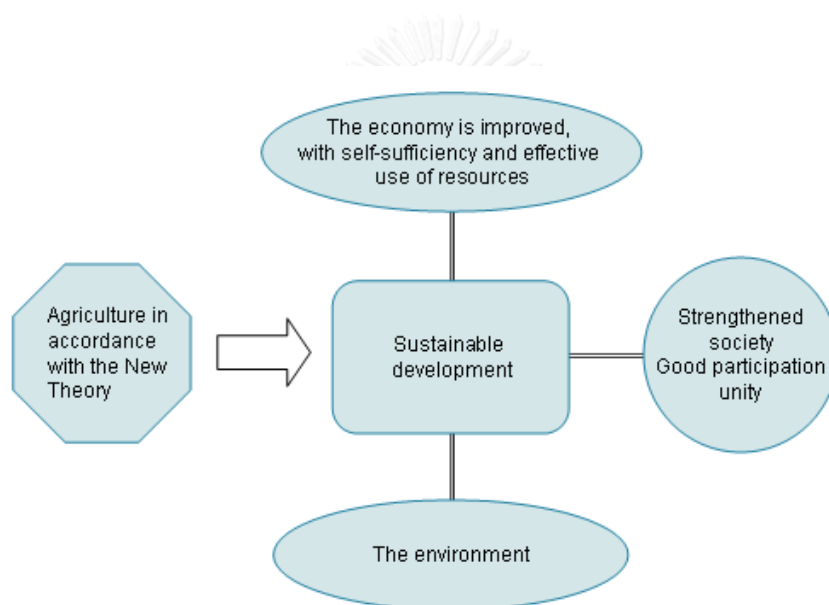 The economy is improved,
with self-sufficiency and effective
use of resources
Agriculture in
accordance
with the New
Theory
Sustainable
development
Strengthened
society
Good participation
unity
The environment